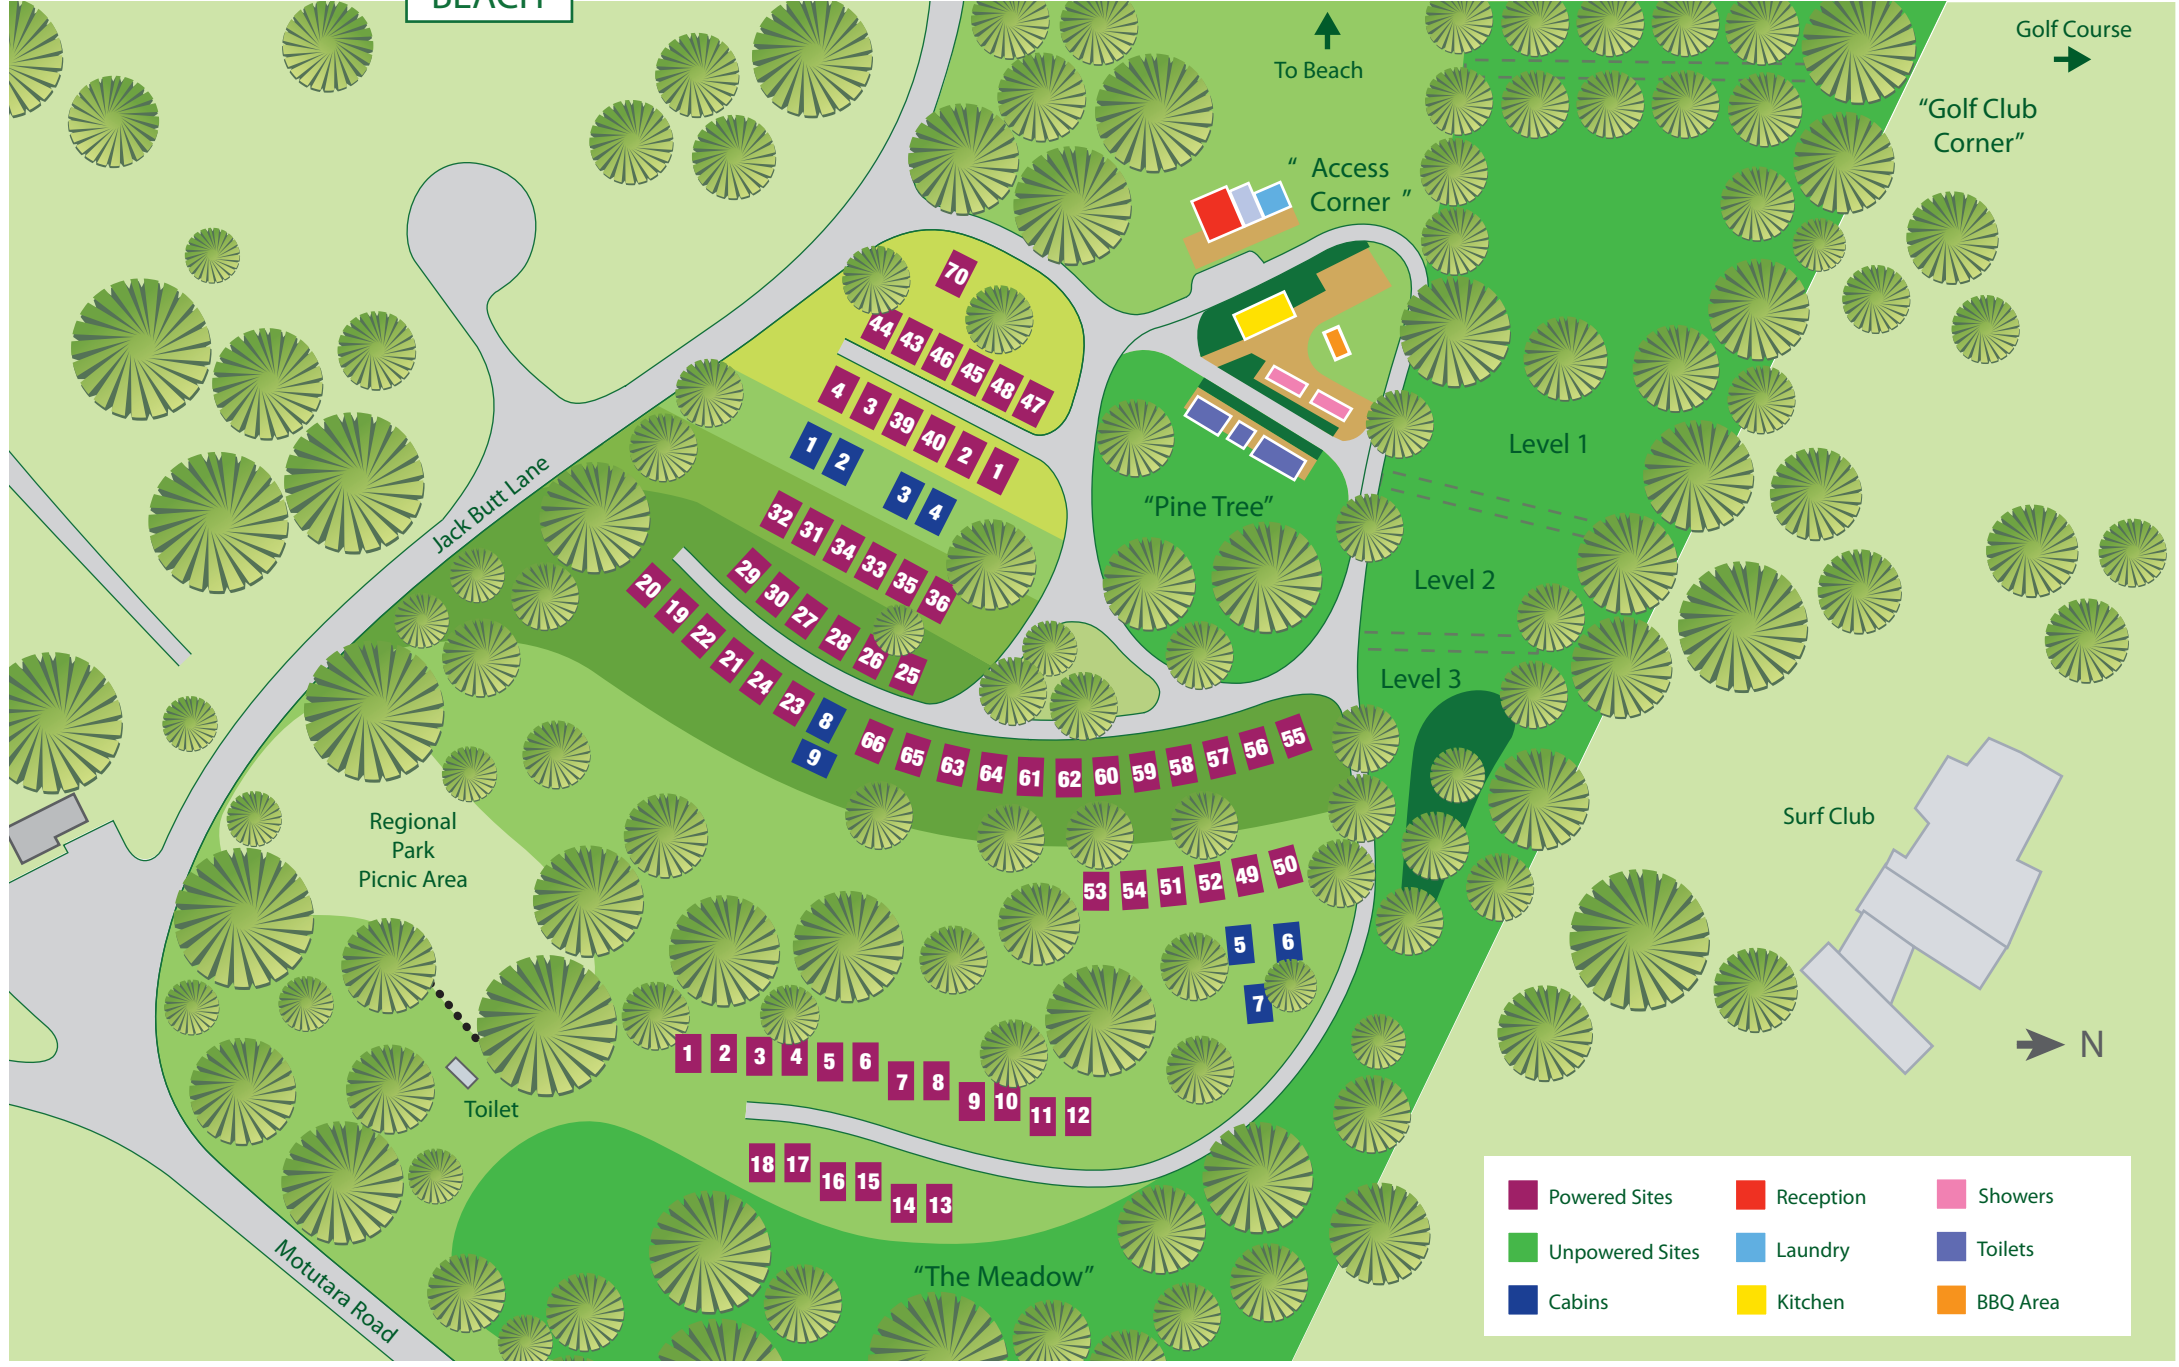 BEACH
To Beach
Golf Course
“Golf Club
Corner”
“ Access
Corner ”
70
44
43
46
45
48
47
4
3
39
40
2
1
1
2
3
4
Jack Butt Lane
32
31
34
33
35
36
29
30
27
28
26
25
20
19
22
21
24
23
8
9
66
65
63
64
61
62
60
59
58
57
56
55
“Pine Tree”
Level 1
Level 2
Level 3
Regional
Park
Picnic Area
Surf Club
53
54
51
52
49
50
5
6
7
N
1
2
3
4
5
6
7
8
9
10
11
12
Toilet
18
17
16
15
14
13
“The Meadow”
Motutara Road
Powered Sites
Reception
Showers
Unpowered Sites
Laundry
Toilets
Cabins
Kitchen
BBQ Area